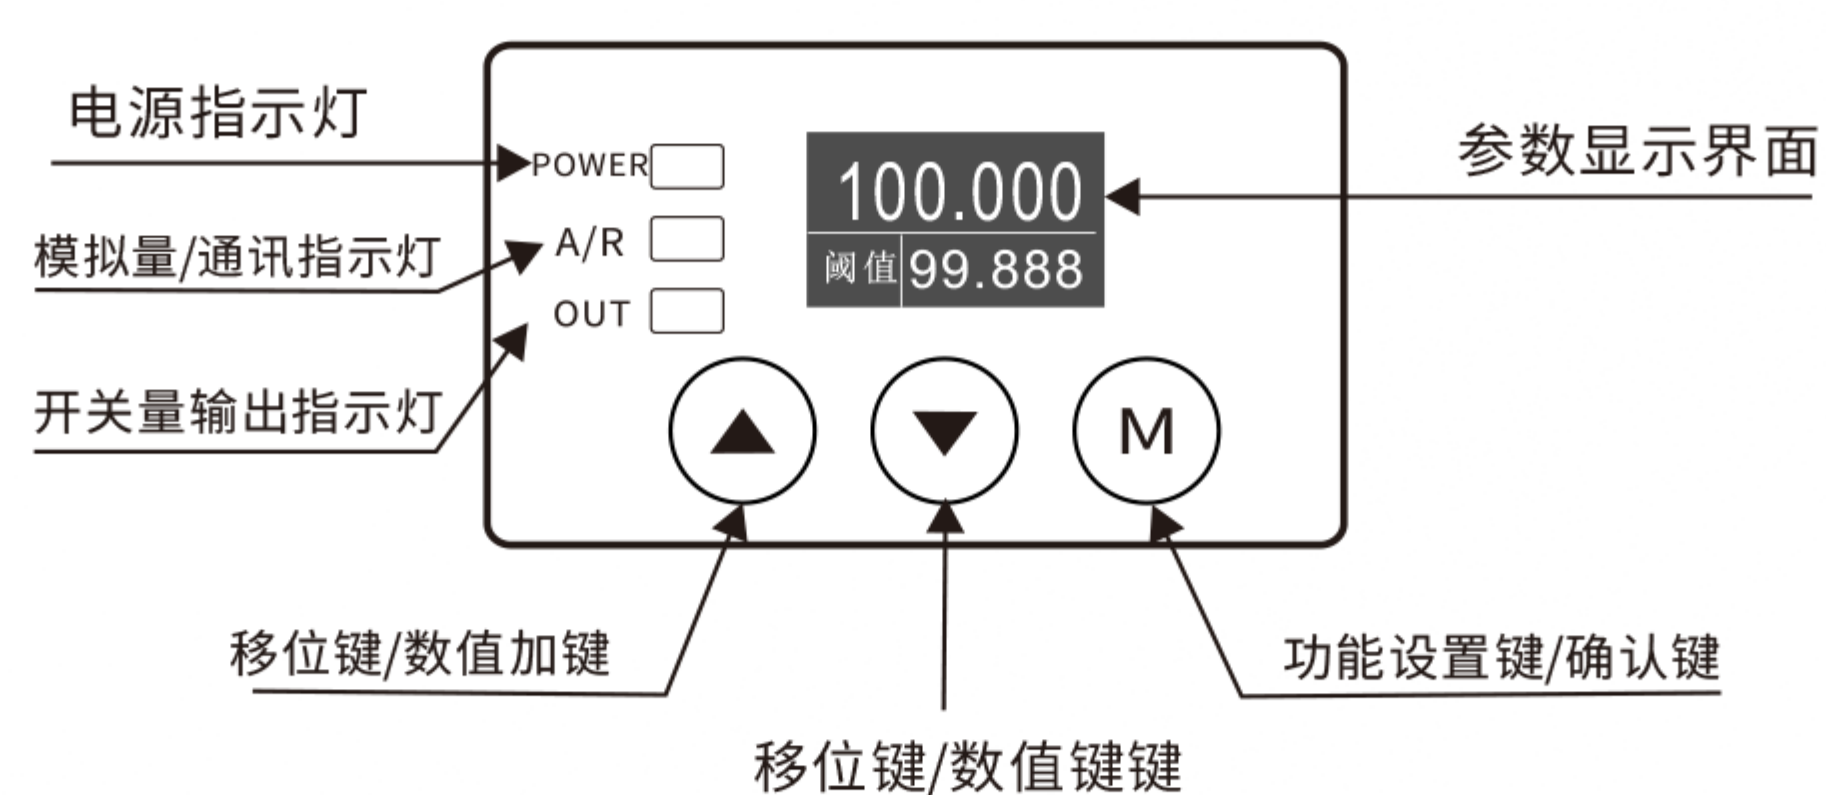 电源指示灯
POWER
模拟量/通讯指示灯
A/R
开关量输出指示灯
OUT
100.000
阈值 99.888
参数显示界面
M
移位键/数值加键
移位键/数值键键
功能设置键/确认键